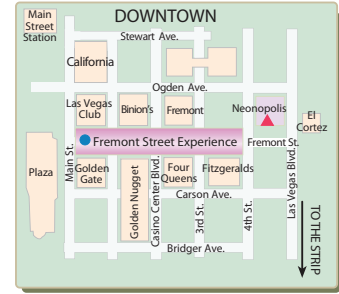 DOWNTOWN
Main
Street
Station
Stewart Ave.
California
Ogden Ave.
Las Vegas
Club
Binion's
Fremont
Neonopolis
El
Cortez
Fremont Street Experience
Fremont St.
Plaza
Main St.
Golden
Gate
Golden Nugget
Casino Center Blvd.
Four
Queens
3rd St.
Fitzgeralds
4th St.
Las Vegas Blvd.
Carson Ave.
Bridger Ave.
TO THE STRIP